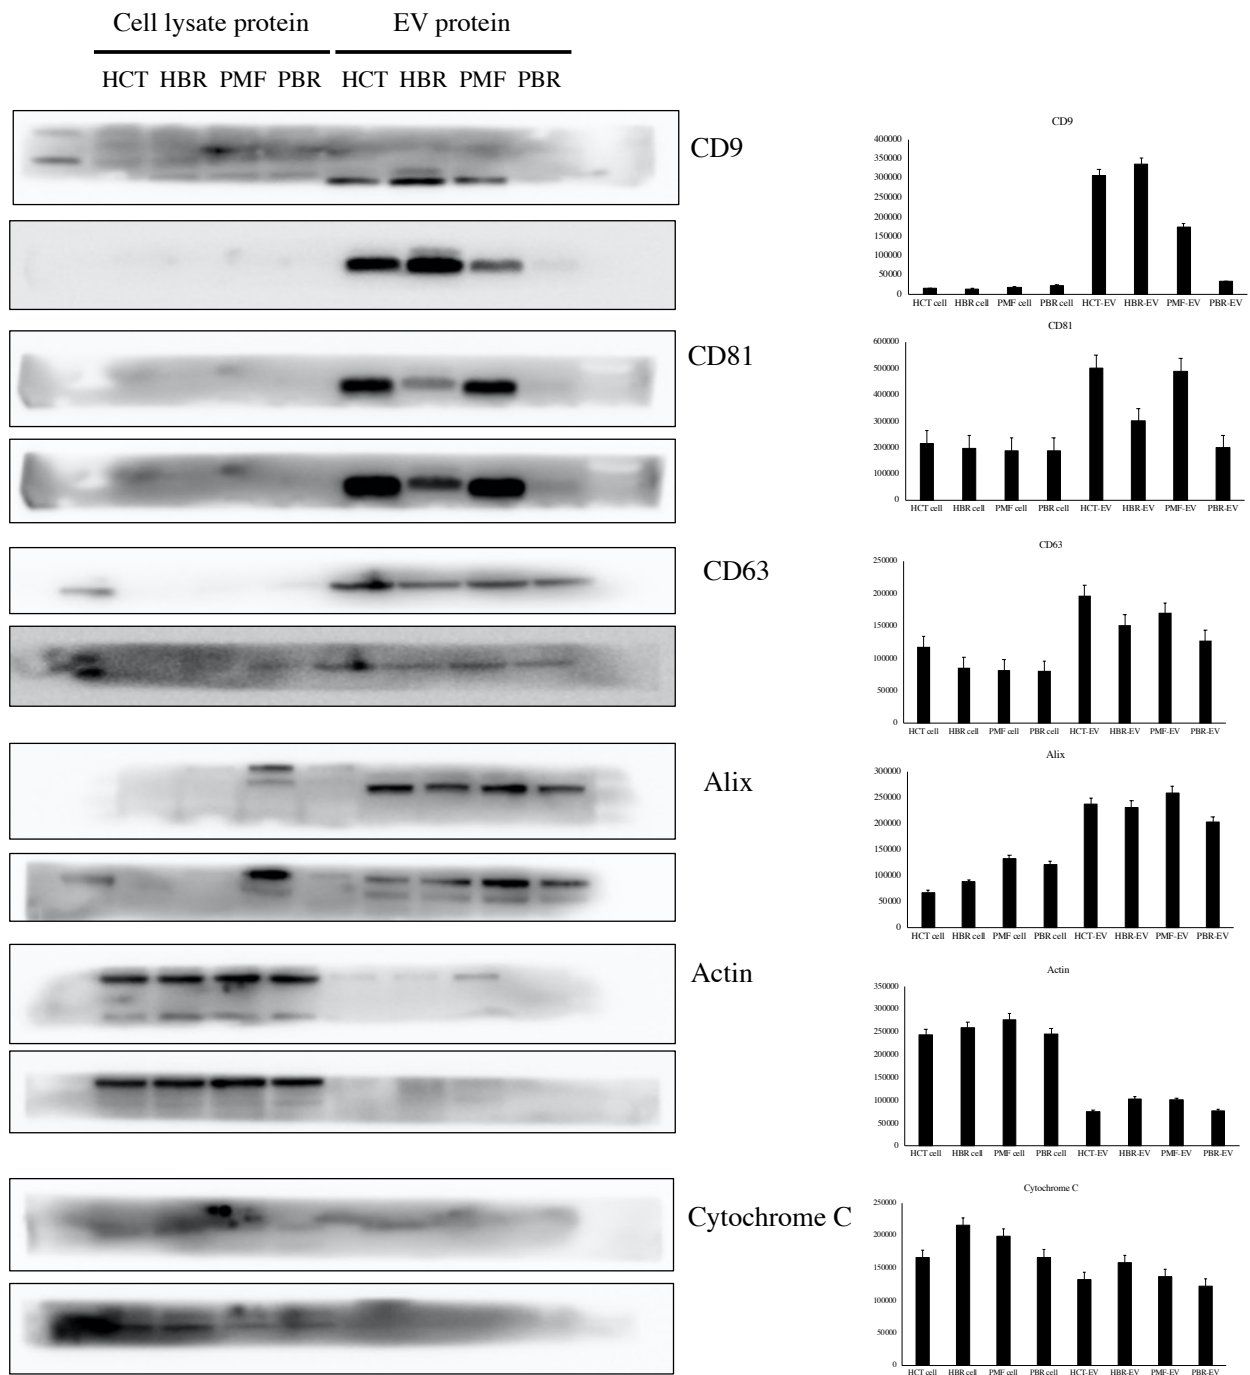 Cell lysate protein EV protein
HCT HBR PMF PBR HCT HBR PMF PBR
CD9
CD81
CD63
Alix
Actin
Cytochrome C
CD9
400000
350000
300000
250000
200000
150000
100000
50000
0
HCT cell HBR cell PMF cell PBR cell HCT-EV HBR-EV PMF-EV PBR-EV
CD81
600000
500000
400000
300000
200000
100000
0
HCT cell HBR cell PMF cell PBR cell HCT-EV HBR-EV PMF-EV PBR-EV
CD63
250000
200000
150000
100000
50000
0
HCT cell HBR cell PMF cell PBR cell HCT-EV HBR-EV PMF-EV PBR-EV
Alix
300000
250000
200000
150000
100000
50000
0
HCT cell HBR cell PMF cell PBR cell HCT-EV HBR-EV PMF-EV PBR-EV
Actin
350000
300000
250000
200000
150000
100000
50000
0
HCT cell HBR cell PMF cell PBR cell HCT-EV HBR-EV PMF-EV PBR-EV
Cytochrome C
250000
200000
150000
100000
50000
0
HCT cell HBR cell PMF cell PBR cell HCT-EV HBR-EV PMF-EV PBR-EV